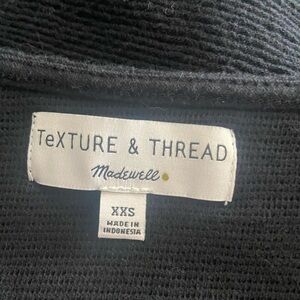 TeXTURE & THREAD
Madewell
XXS
MADE IN
INDONESIA